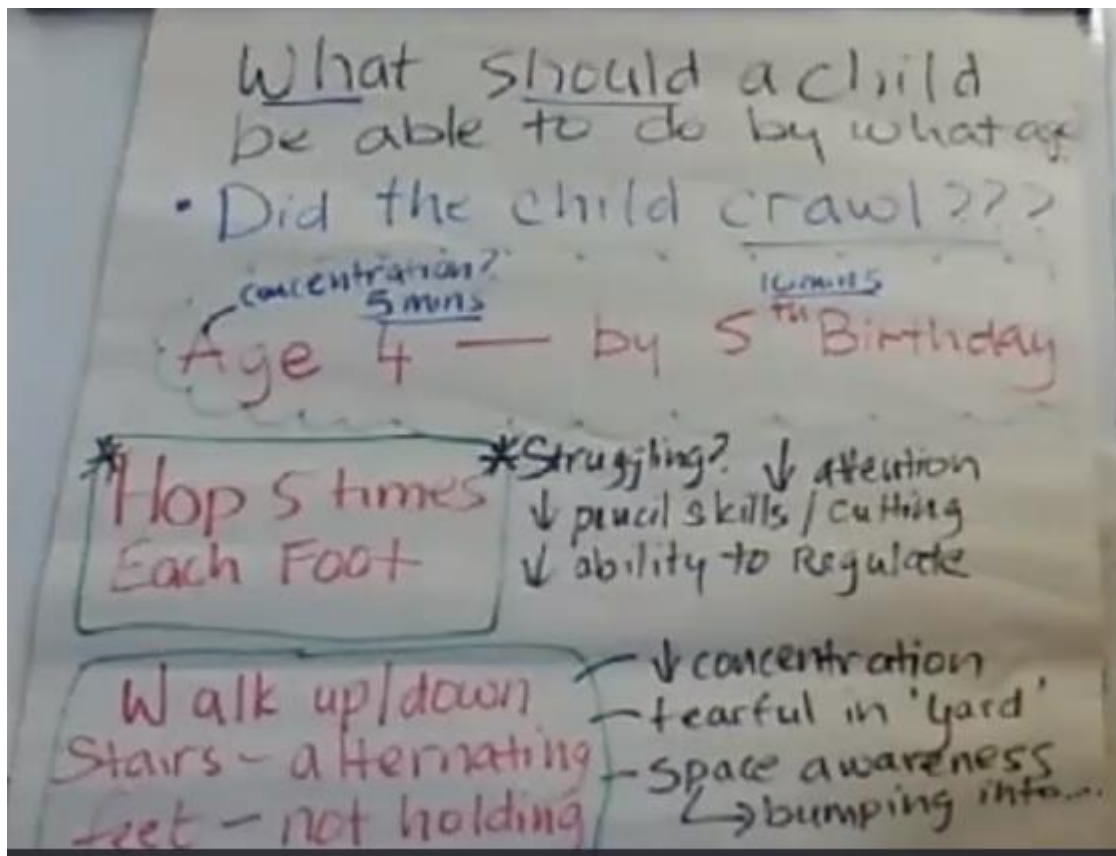 What should a child
be able to do by what age
• Did the child crawl???
concentration?
5 mins
10 mins
Age 4 — by 5th Birthday
*Hop 5 times
Each Foot
*Struggling? ↓ attention
↓ pencil skills / cutting
↓ ability to Regulate
Walk up/down
Stairs - alternating
feet - not holding
↓ concentration
- tearful in 'yard'
- Space awareness
↳ bumping into...